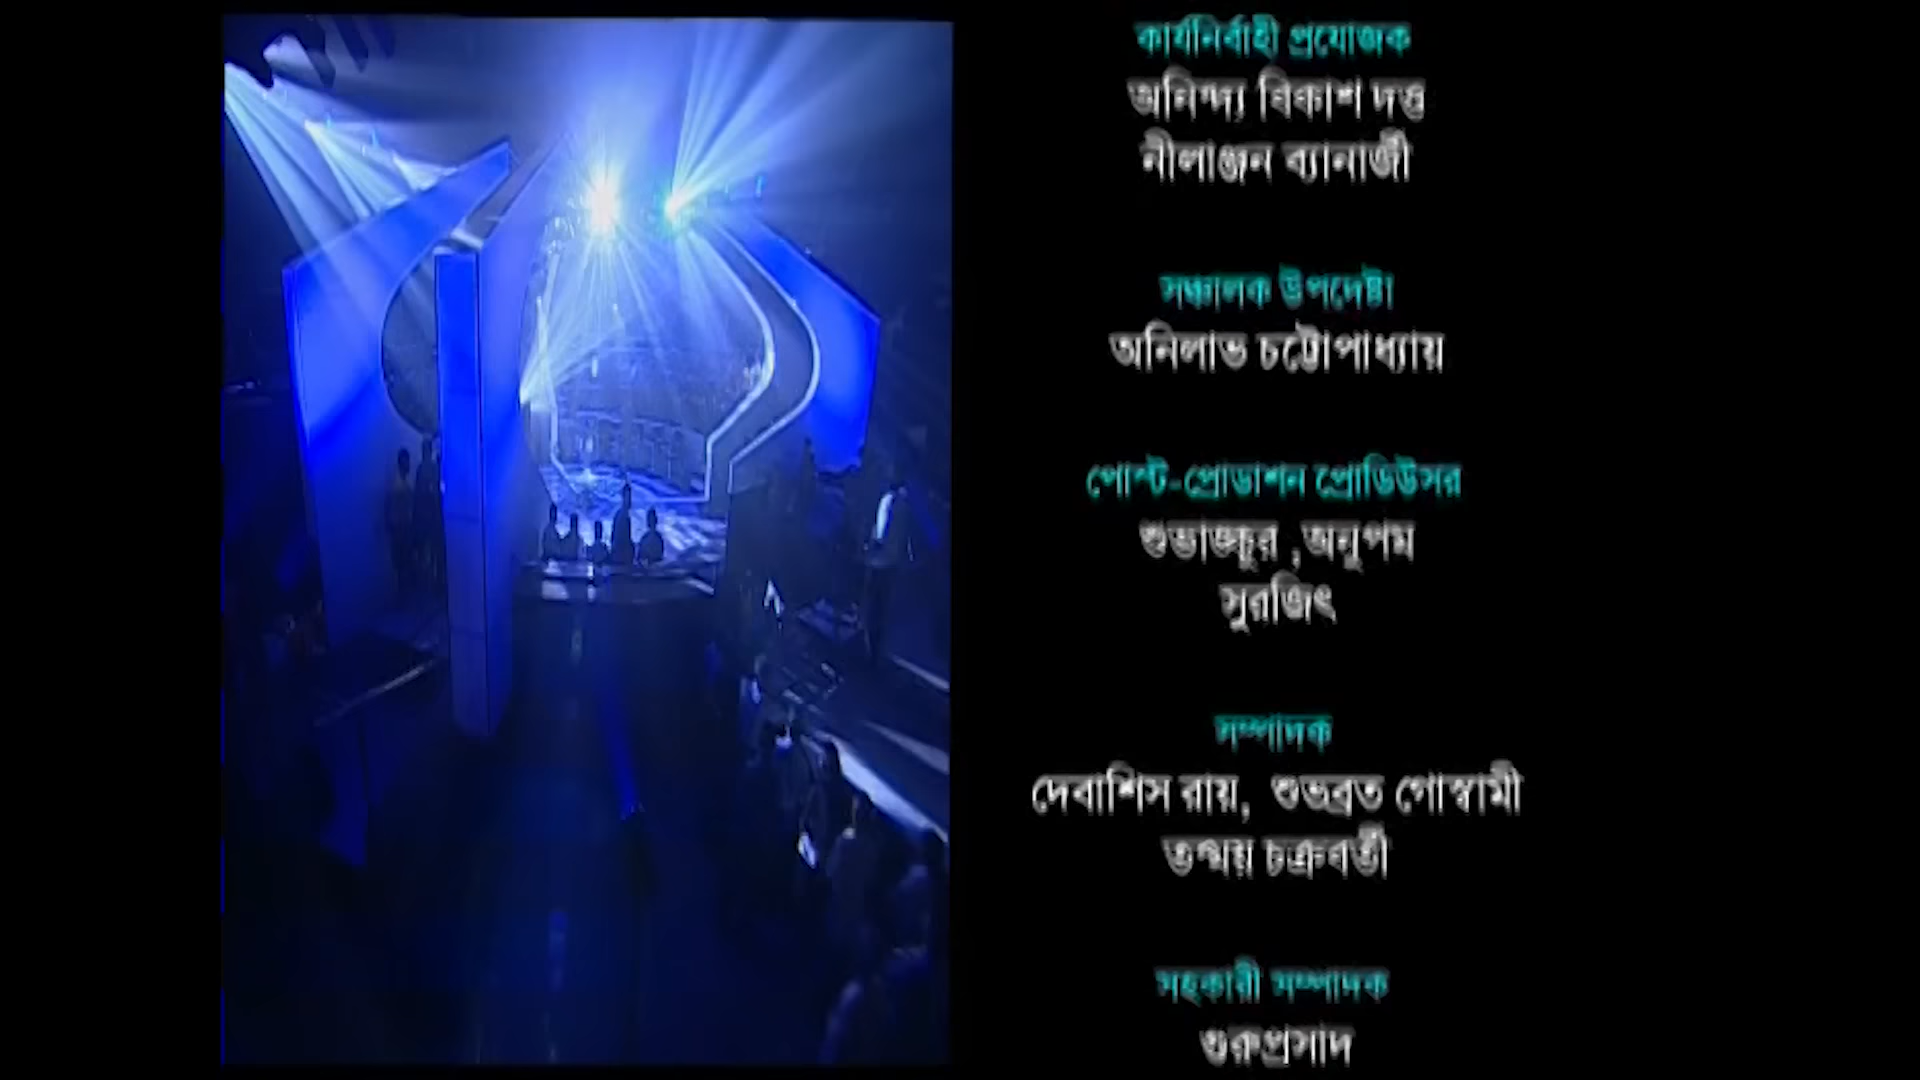 কার্যনির্বাহী প্রযোজক
অনিন্দ্য বিকাশ দত্ত
নীলাঞ্জন ব্যানার্জী
সঞ্চালক উপদেষ্টা
অনিলাভ চট্টোপাধ্যায়
পোস্ট-প্রোডাশন প্রোডিউসর
শুভাঙ্কুর ,অনুপম
সুরজিৎ
সম্পাদক
দেবাশিস রায়, শুভব্রত গোস্বামী
তন্ময় চক্রবর্তী
সহকারী সম্পাদক
গুরুপ্রসাদ